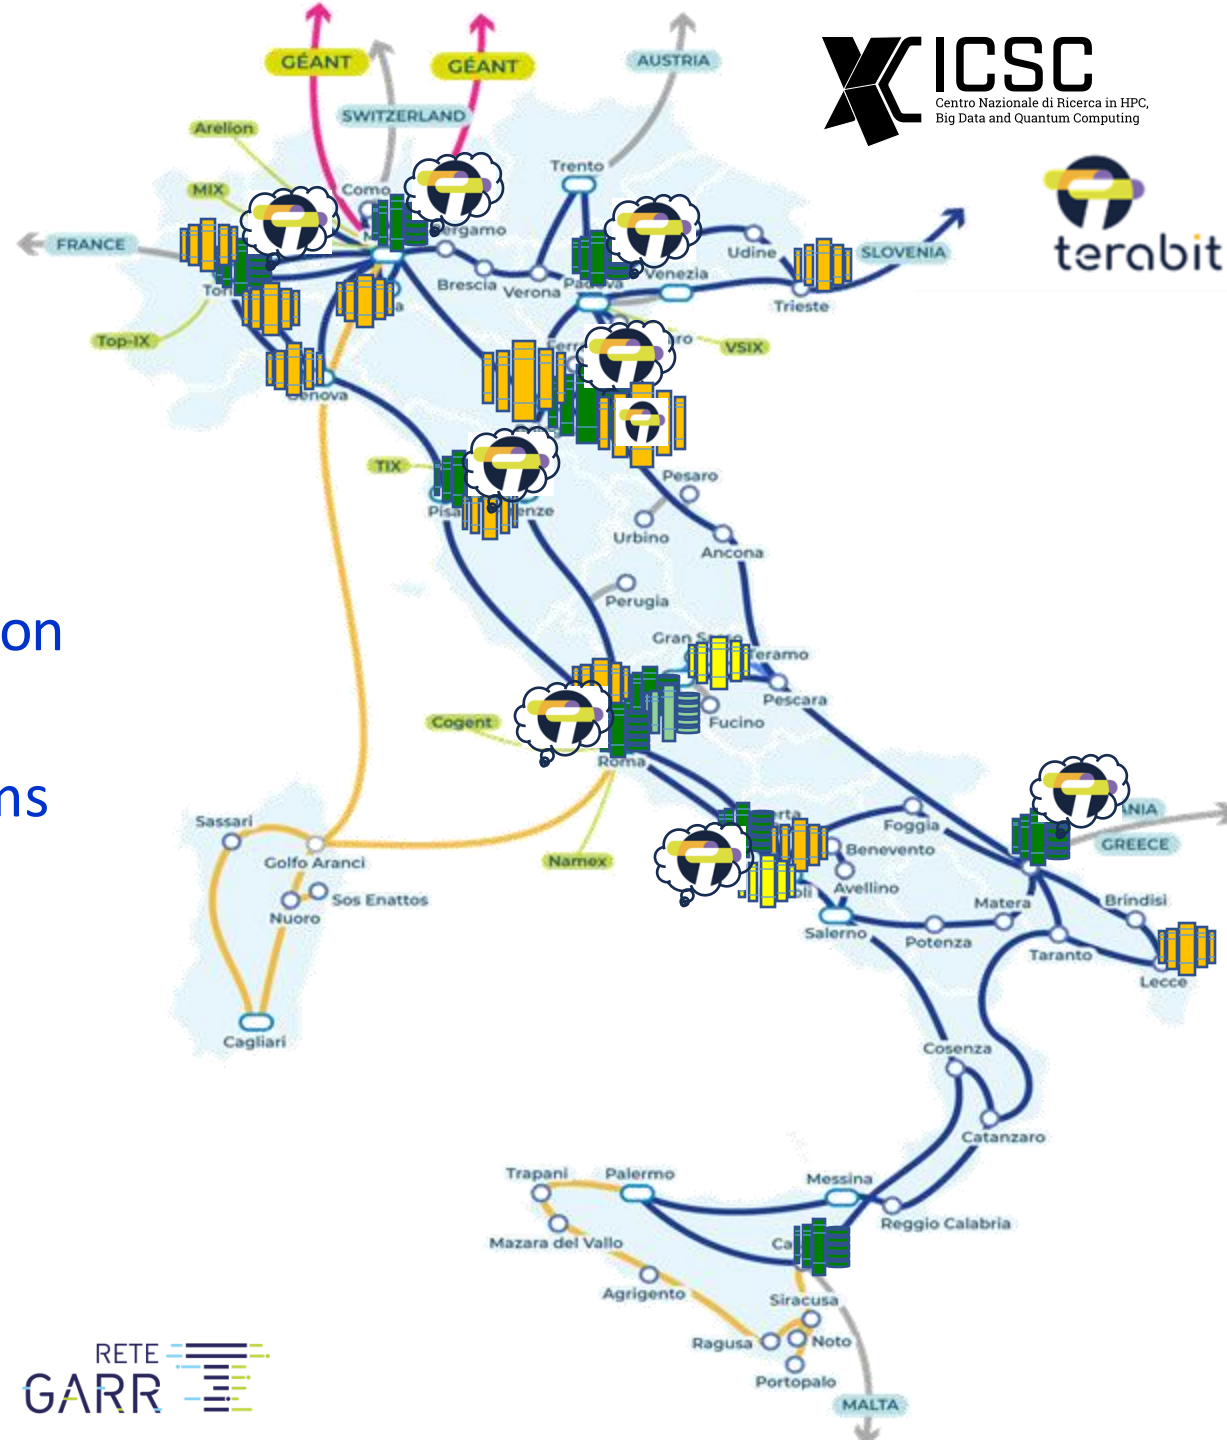 GÉANT
GÉANT
AUSTRIA
SWITZERLAND
ICSC
Centro Nazionale di Ricerca in HPC,
Big Data and Quantum Computing
terabit
Arelion
MIX
Como
Trento
FRANCE
Brescia
Verona
Udine
Venezia
SLOVENIA
Trieste
Top-IX
VSIX
TIX
Pesaro
Urbino
Ancona
Perugia
on
Teramo
Pescara
Fucino
Cogent
Roma
ms
Sassari
Golfo Aranci
Nuoro
Sos Enattos
Namex
Foggia
Benevento
Avellino
GREECE
Matera
Brindisi
Salerno
Potenza
Taranto
Lecce
Cagliari
Cosenza
Catanzaro
Trapani
Palermo
Messina
Reggio Calabria
Mazara del Vallo
Agrigento
Siracusa
Ragusa
Noto
Portopalo
MALTA
RETE
GARR